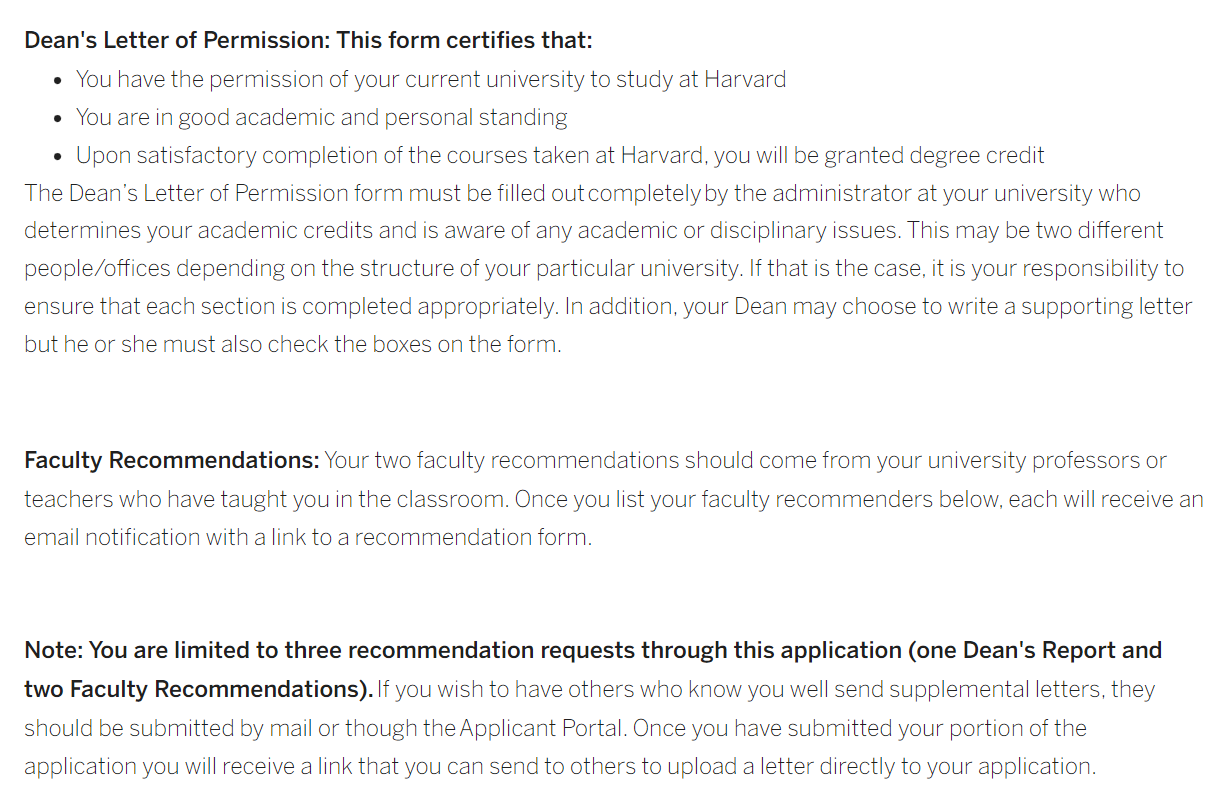 Dean's Letter of Permission: This form certifies that:
• You have the permission of your current university to study at Harvard
• You are in good academic and personal standing
• Upon satisfactory completion of the courses taken at Harvard, you will be granted degree credit
The Dean's Letter of Permission form must be filled out completely by the administrator at your university who
determines your academic credits and is aware of any academic or disciplinary issues. This may be two different
people/offices depending on the structure of your particular university. If that is the case, it is your responsibility to
ensure that each section is completed appropriately. In addition, your Dean may choose to write a supporting letter
but he or she must also check the boxes on the form.
Faculty Recommendations: Your two faculty recommendations should come from your university professors or
teachers who have taught you in the classroom. Once you list your faculty recommenders below, each will receive an
email notification with a link to a recommendation form.
Note: You are limited to three recommendation requests through this application (one Dean's Report and
two Faculty Recommendations). If you wish to have others who know you well send supplemental letters, they
should be submitted by mail or though the Applicant Portal. Once you have submitted your portion of the
application you will receive a link that you can send to others to upload a letter directly to your application.